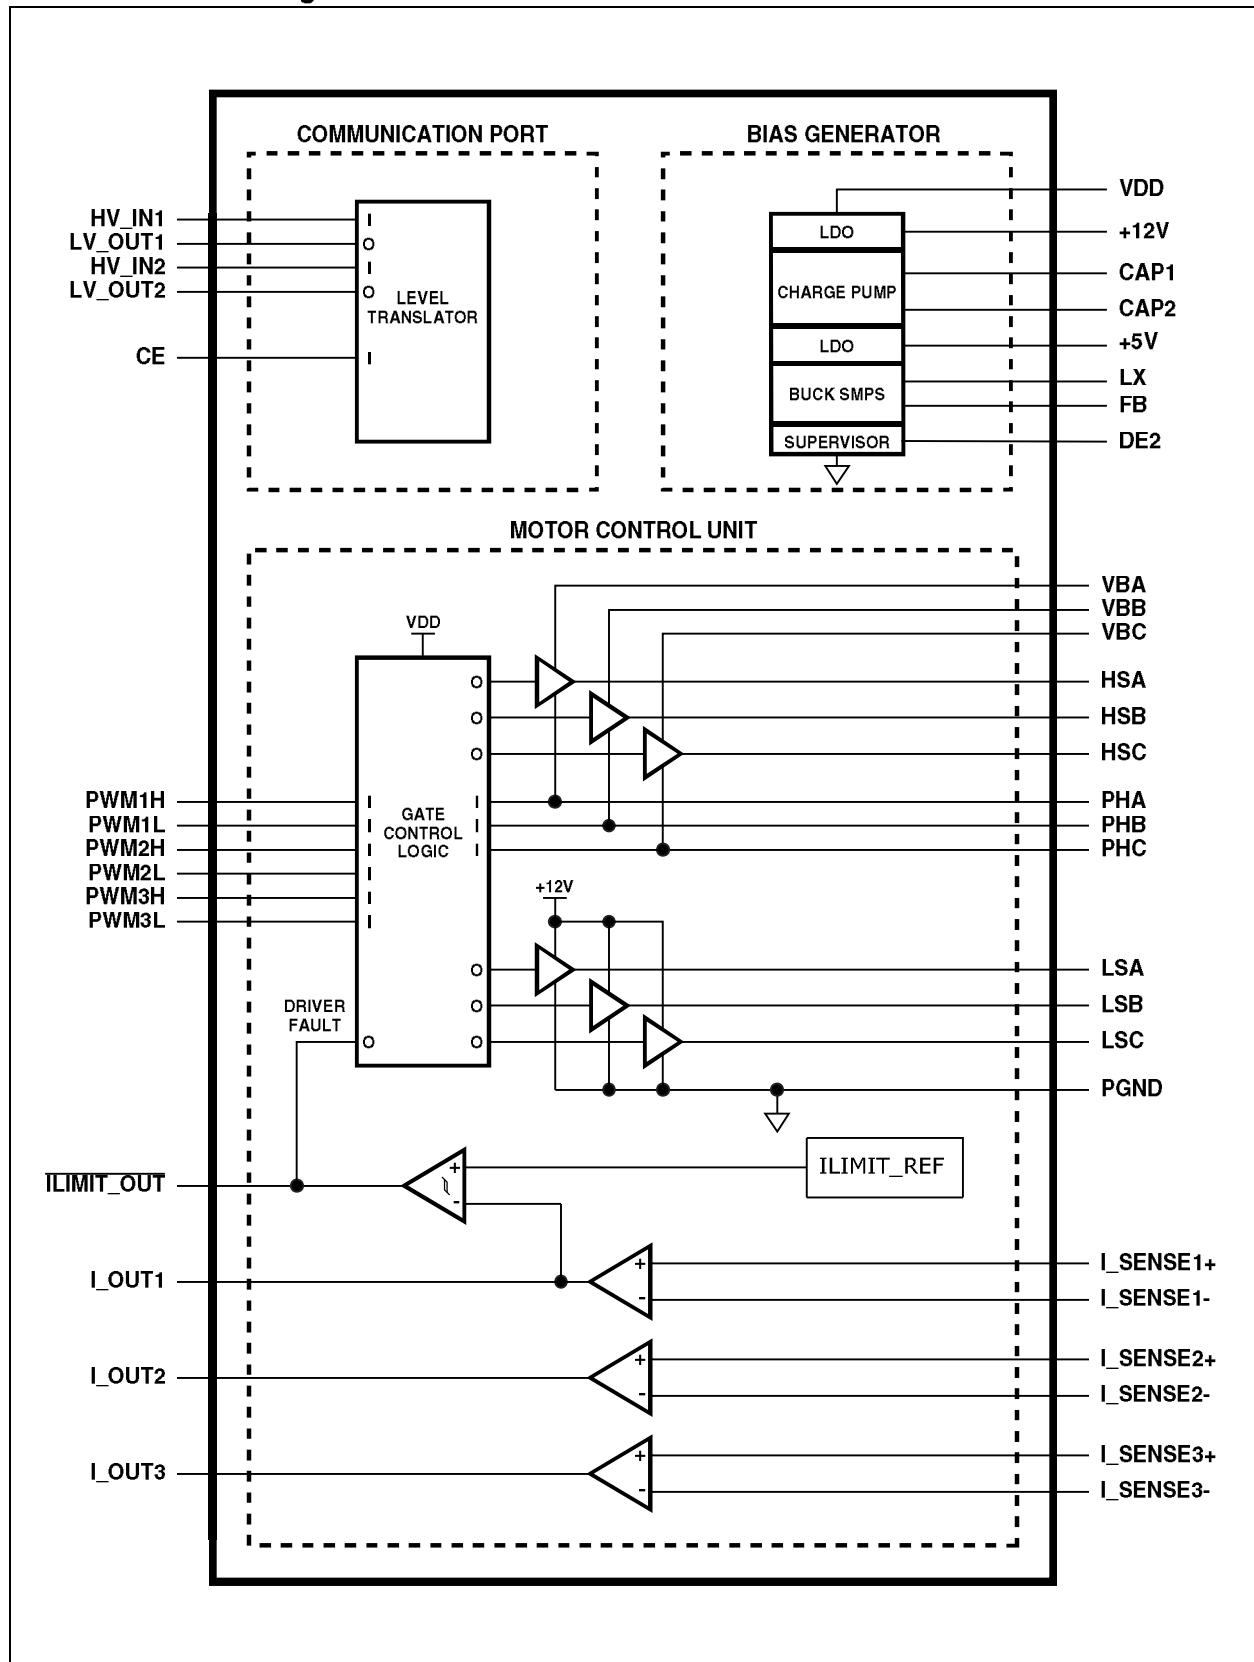 COMMUNICATION PORT
BIAS GENERATOR
HV_IN1
LV_OUT1
HV_IN2
LV_OUT2
CE
I
O
I
O
I
LEVEL
TRANSLATOR
LDO
CHARGE PUMP
LDO
BUCK SMPS
SUPERVISOR
VDD
+12V
CAP1
CAP2
+5V
LX
FB
DE2
MOTOR CONTROL UNIT
VDD
GATE
CONTROL
LOGIC
O
O
O
I
I
I
O
O
O
PWM1H
PWM1L
PWM2H
PWM2L
PWM3H
PWM3L
I
I
I
I
I
I
DRIVER
FAULT
O
+12V
VBA
VBB
VBC
HSA
HSB
HSC
PHA
PHB
PHC
LSA
LSB
LSC
PGND
ILIMIT_OUT
+
-
ILIMIT_REF
I_OUT1
+
-
I_SENSE1+
I_SENSE1-
I_OUT2
+
-
I_SENSE2+
I_SENSE2-
I_OUT3
+
-
I_SENSE3+
I_SENSE3-